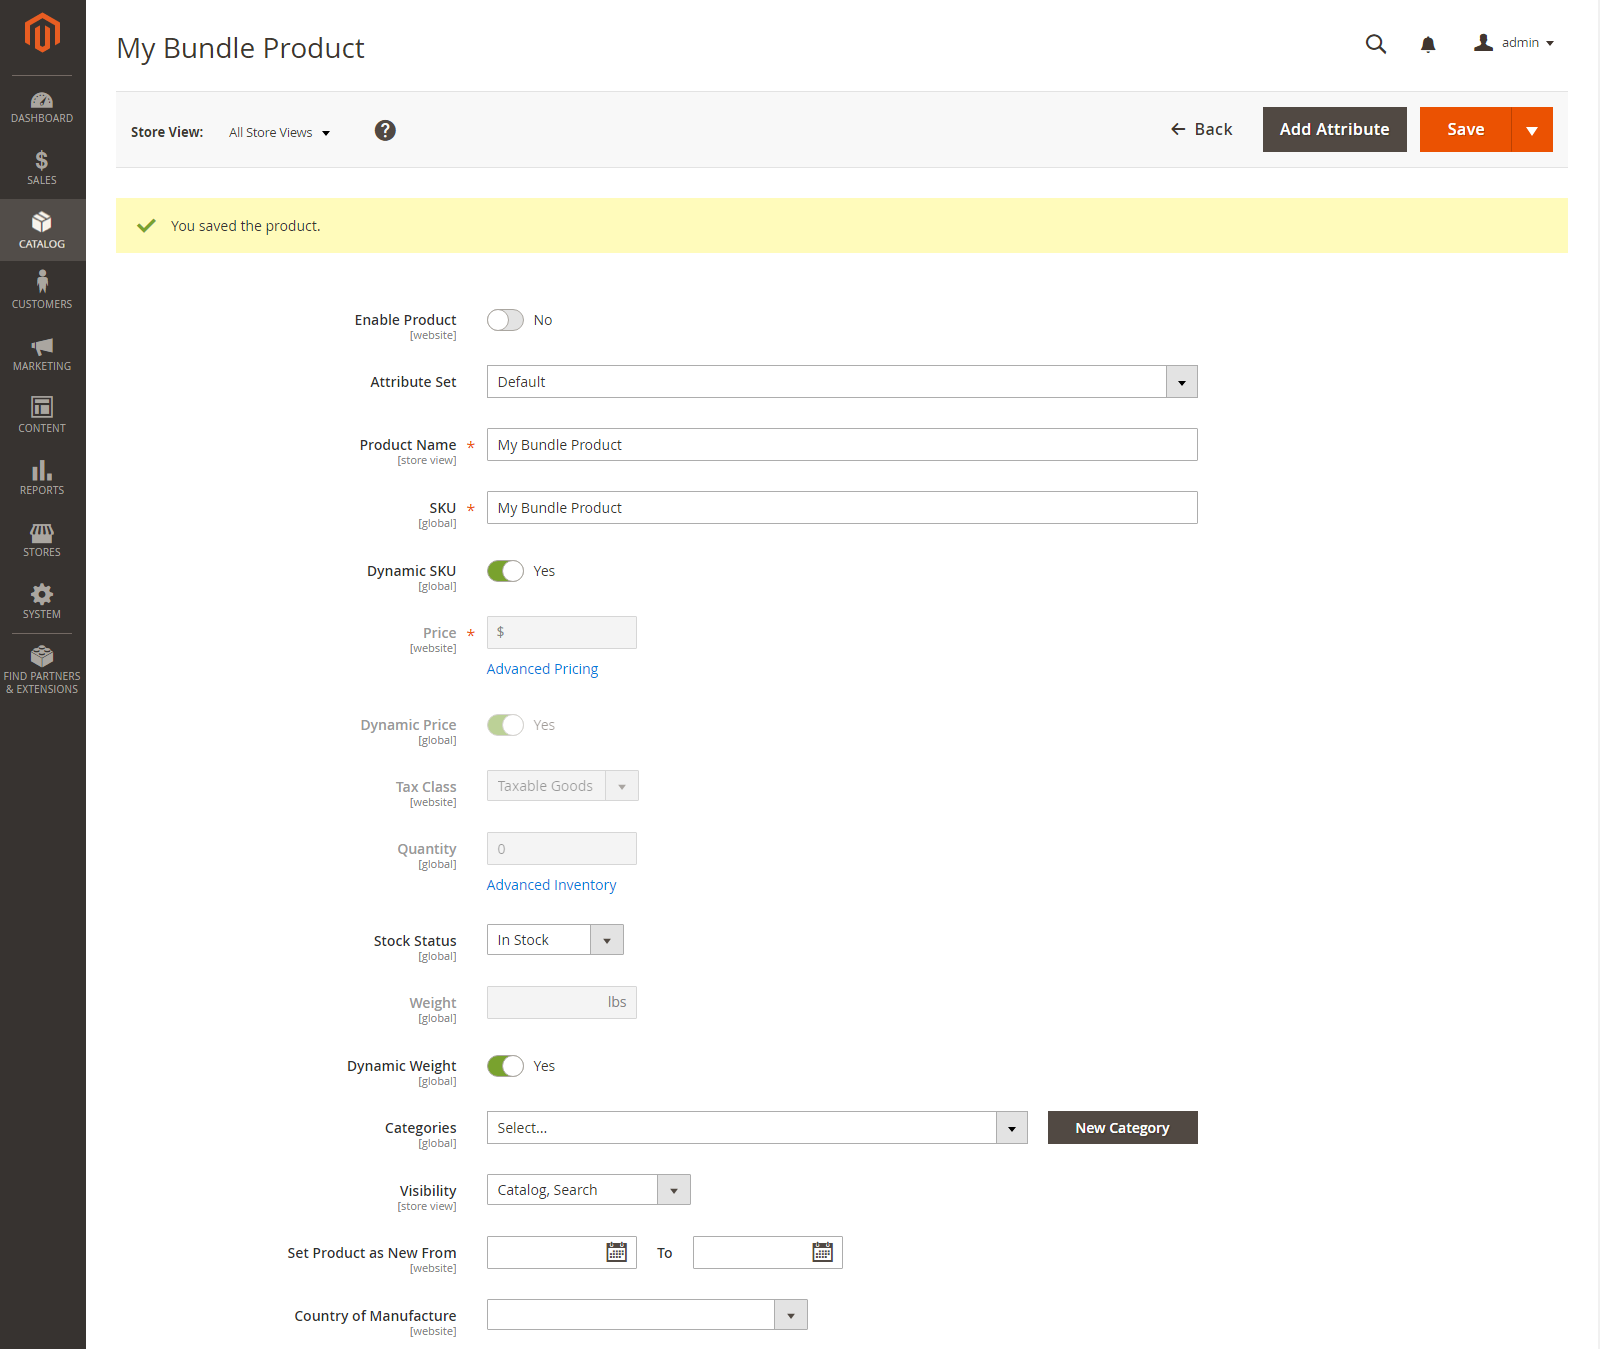 My Bundle Product
admin
Store View: All Store Views
Back
Add Attribute
Save
DASHBOARD
SALES
CATALOG
CUSTOMERS
MARKETING
CONTENT
REPORTS
STORES
SYSTEM
FIND PARTNERS
& EXTENSIONS
You saved the product.
Enable Product No
[website]
Attribute Set Default
Product Name * My Bundle Product
[store view]
SKU * My Bundle Product
[global]
Dynamic SKU Yes
[global]
Price * $
[website]
Advanced Pricing
Dynamic Price Yes
[global]
Tax Class Taxable Goods
[website]
Quantity 0
[global]
Advanced Inventory
Stock Status In Stock
[global]
Weight lbs
[global]
Dynamic Weight Yes
[global]
Categories Select... New Category
[global]
Visibility Catalog, Search
[store view]
Set Product as New From To
[website]
Country of Manufacture
[website]